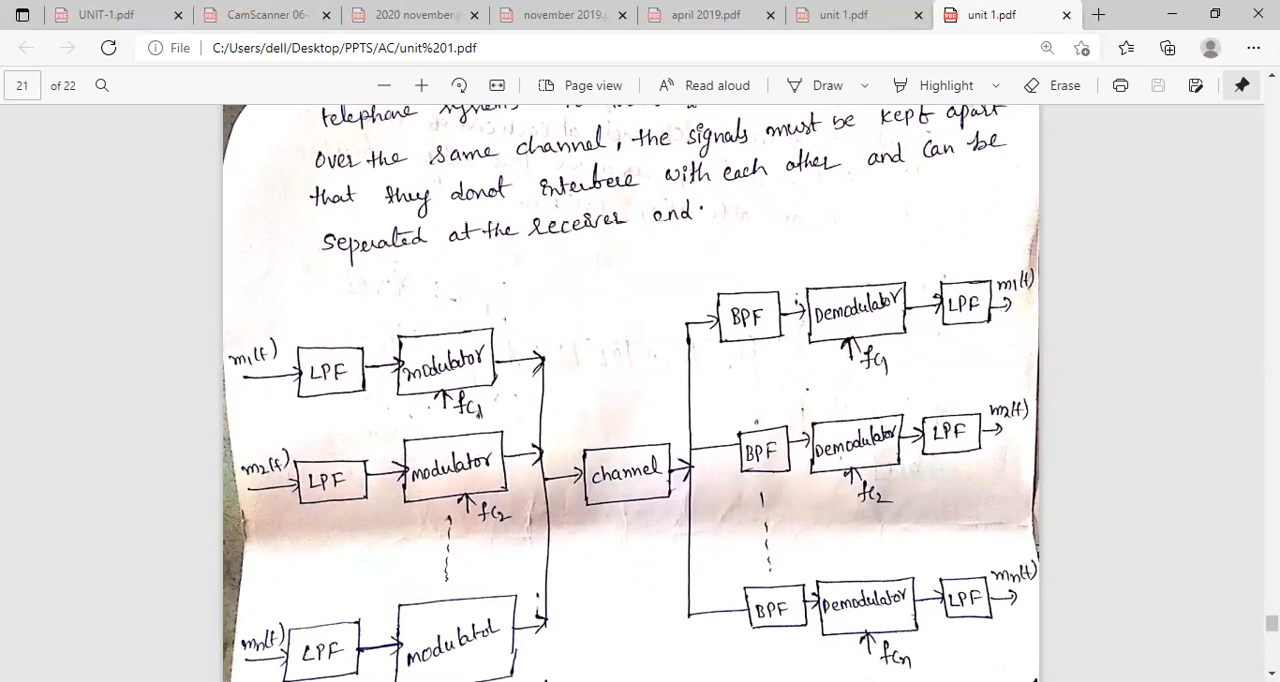 UNIT-1.pdf
CamScanner 06-
2020 november.p
november 2019.p
april 2019.pdf
unit 1.pdf
unit 1.pdf
File
C:/Users/dell/Desktop/PPTS/AC/unit%201.pdf
21 of 22
Page view
Read aloud
Draw
Highlight
Erase
telephone
over the same channel, the signals must be kept apart
that they donot interbere with each other and can be
seperated at the receiver end.
m1(t)
LPF
modulator
fc1
m2(t)
LPF
modulator
fc2
mn(t)
LPF
modulator
channel
BPF
Demodulator
LPF
m1(t)
fc1
BPF
Demodulator
LPF
m2(t)
fc2
BPF
Demodulator
LPF
mn(t)
fcn